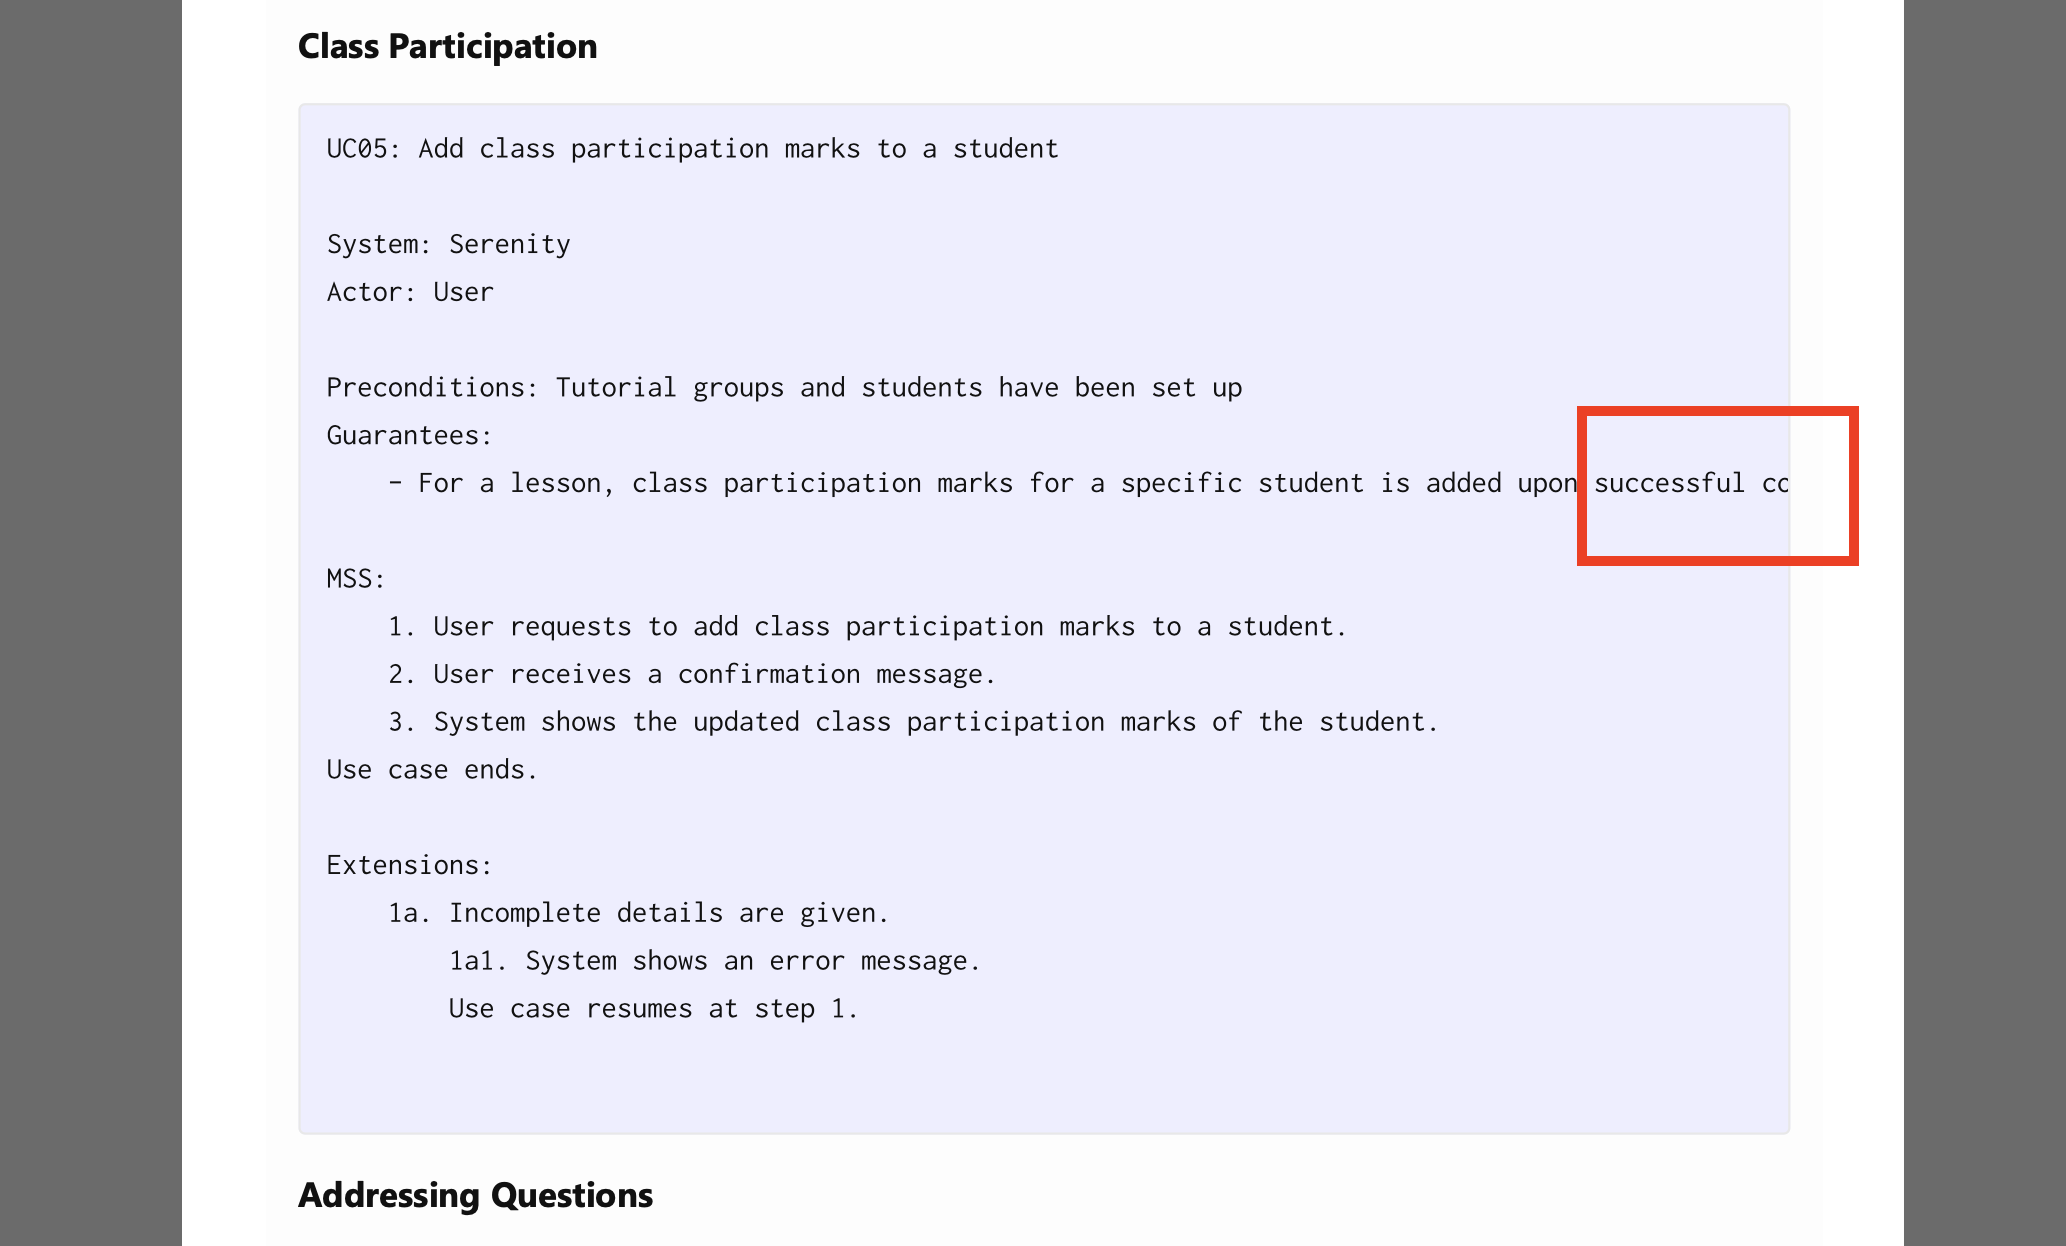 Class Participation
UC05: Add class participation marks to a student
System: Serenity
Actor: User
Preconditions: Tutorial groups and students have been set up
Guarantees:
- For a lesson, class participation marks for a specific student is added upon successful
MSS:
1. User requests to add class participation marks to a student.
2. User receives a confirmation message.
3. System shows the updated class participation marks of the student.
Use case ends.
Extensions:
1a. Incomplete details are given.
1a1. System shows an error message.
Use case resumes at step 1.
Addressing Questions